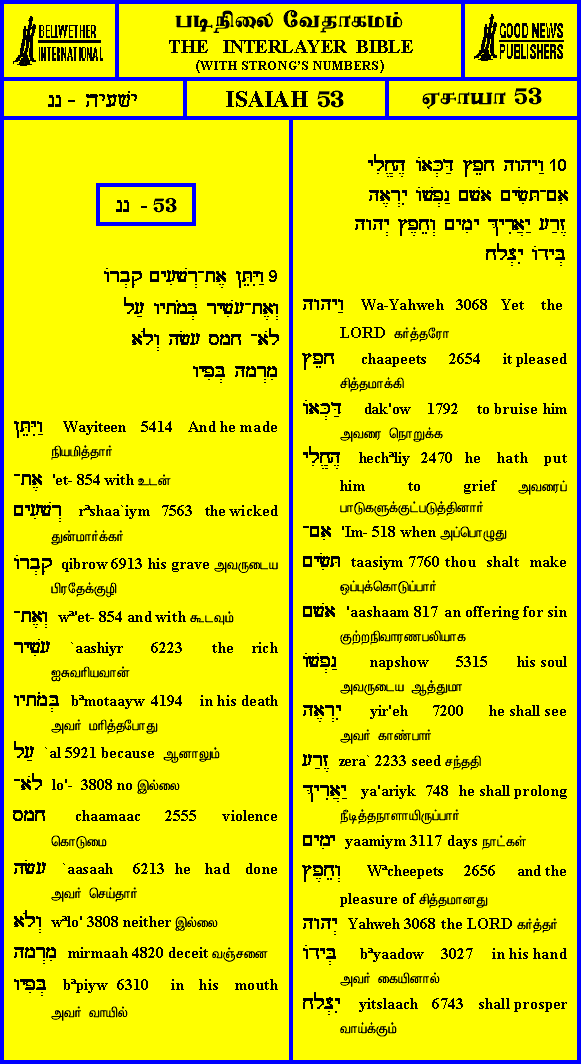 BELLWETHER
INTERNATIONAL
படிநிலை வேதாகமம்
THE INTERLAYER BIBLE
(WITH STRONG'S NUMBERS)
GOOD NEWS
PUBLISHERS
ישעיה - נג
ISAIAH 53
ஏசாயா 53
נג - 53
9 וַיִּתֵּן אֶת־רְשָׁעִים קִבְרוֹ
וְאֶת־עָשִׁיר בְּמֹתָיו עַל
לֹא־ חָמָס עָשָׂה וְלֹא
מִרְמָה בְּפִיו
וַיִּתֵּן Wayiteen 5414 And he made
நியமித்தார்
אֶת־ 'et- 854 with உடன்
רְשָׁעִים rªshaa`iym 7563 the wicked
துன்மார்க்கர்
קִבְרוֹ qibrow 6913 his grave அவருடைய
பிரதேக்குழி
וְאֶת־ wª'et- 854 and with கூடவும்
עָשִׁיר `aashiyr 6223 the rich
ஐசுவரியவான்
בְּמֹתָיו bªmotaayw 4194 in his death
அவர் மரித்தபோது
עַל `al 5921 because ஆனாலும்
לֹא־ lo'- 3808 no இல்லை
חָמָס chaamaac 2555 violence
கொடுமை
עָשָׂה `aasaah 6213 he had done
அவர் செய்தார்
וְלֹא wªlo' 3808 neither இல்லை
מִרְמָה mirmaah 4820 deceit வஞ்சனை
בְּפִיו bªpiyw 6310 in his mouth
அவர் வாயில்
10 וַיהוָה חָפֵץ דַּכְּאוֹ הֶחֱלִי
אִם־תָּשִׂים אָשָׁם נַפְשׁוֹ יִרְאֶה
זֶרַע יַאֲרִיךְ יָמִים וְחֵפֶץ יְהוָה
בְּיָדוֹ יִצְלָח
וַיהוָה Wa-Yahweh 3068 Yet the
LORD கர்த்தரோ
חָפֵץ chaapeets 2654 it pleased
சித்தமாக்கி
דַּכְּאוֹ dak'ow 1792 to bruise him
அவரை நொறுக்க
הֶחֱלִי hechªliy 2470 he hath put
him to grief அவரைப்
பாடுகளுக்குட்படுத்தினார்
אִם־ 'Im- 518 when அப்பொழுது
תָּשִׂים taasiym 7760 thou shalt make
ஒப்புக்கொடுப்பார்
אָשָׁם 'aashaam 817 an offering for sin
குற்றநிவாரணபலியாக
נַפְשׁוֹ napshow 5315 his soul
அவருடைய ஆத்துமா
יִרְאֶה yir'eh 7200 he shall see
அவர் காண்பார்
זֶרַע zera` 2233 seed சந்ததி
יַאֲרִיךְ ya'ariyk 748 he shall prolong
நீடித்தநாளாயிருப்பார்
יָמִים yaamiym 3117 days நாட்கள்
וְחֵפֶץ Wªcheepets 2656 and the
pleasure of சித்தமானது
יְהוָה Yahweh 3068 the LORD கர்த்தர்
בְּיָדוֹ bªyaadow 3027 in his hand
அவர் கையினால்
יִצְלָח yitslaach 6743 shall prosper
வாய்க்கும்